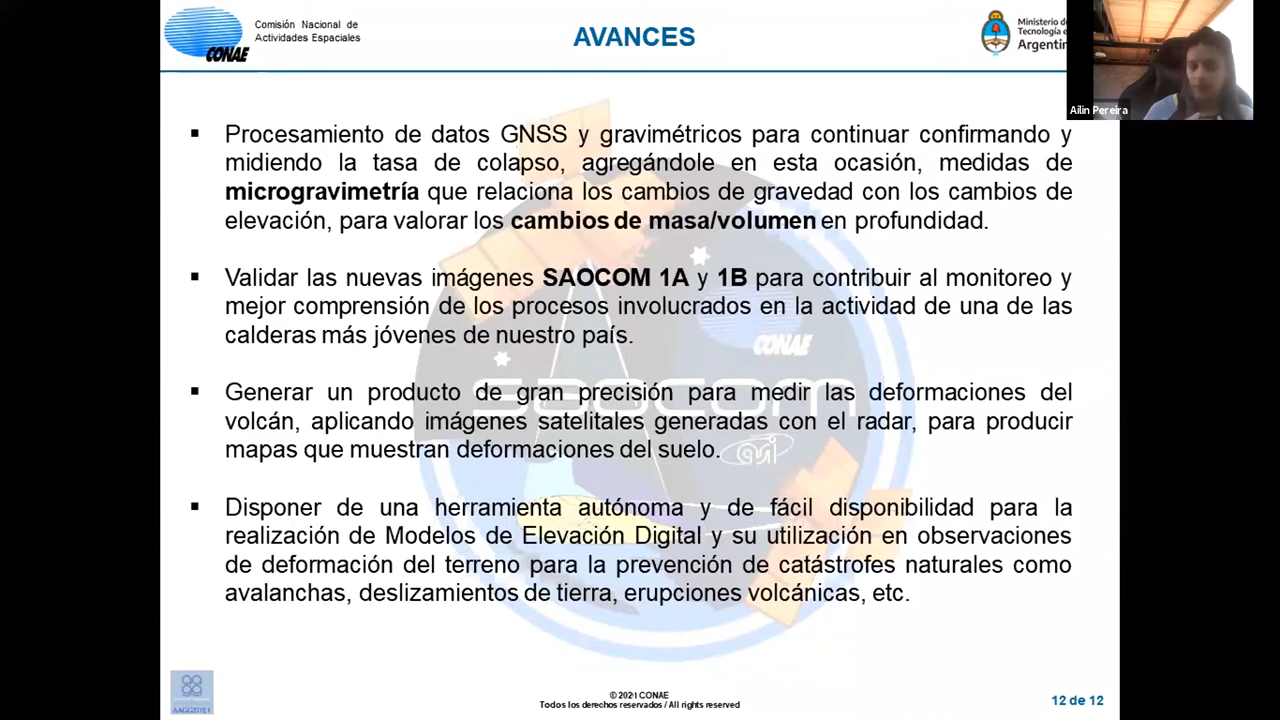 Comisión Nacional de
Actividades Espaciales
CONAE
AVANCES
Ministerio de
Tecnología e
Argentin
Ailin Pereira
▪ Procesamiento de datos GNSS y gravimétricos para continuar confirmando y
midiendo la tasa de colapso, agregándole en esta ocasión, medidas de
microgravimetría que relaciona los cambios de gravedad con los cambios de
elevación, para valorar los cambios de masa/volumen en profundidad.
▪ Validar las nuevas imágenes SAOCOM 1A y 1B para contribuir al monitoreo y
mejor comprensión de los procesos involucrados en la actividad de una de las
calderas más jóvenes de nuestro país.
CONAE
saocom
▪ Generar un producto de gran precisión para medir las deformaciones del
volcán, aplicando imágenes satelitales generadas con el radar, para producir
mapas que muestran deformaciones del suelo.
asi
▪ Disponer de una herramienta autónoma y de fácil disponibilidad para la
realización de Modelos de Elevación Digital y su utilización en observaciones
de deformación del terreno para la prevención de catástrofes naturales como
avalanchas, deslizamientos de tierra, erupciones volcánicas, etc.
AAGG2021
© 2021 CONAE
Todos los derechos reservados / All rights reserved
12 de 12